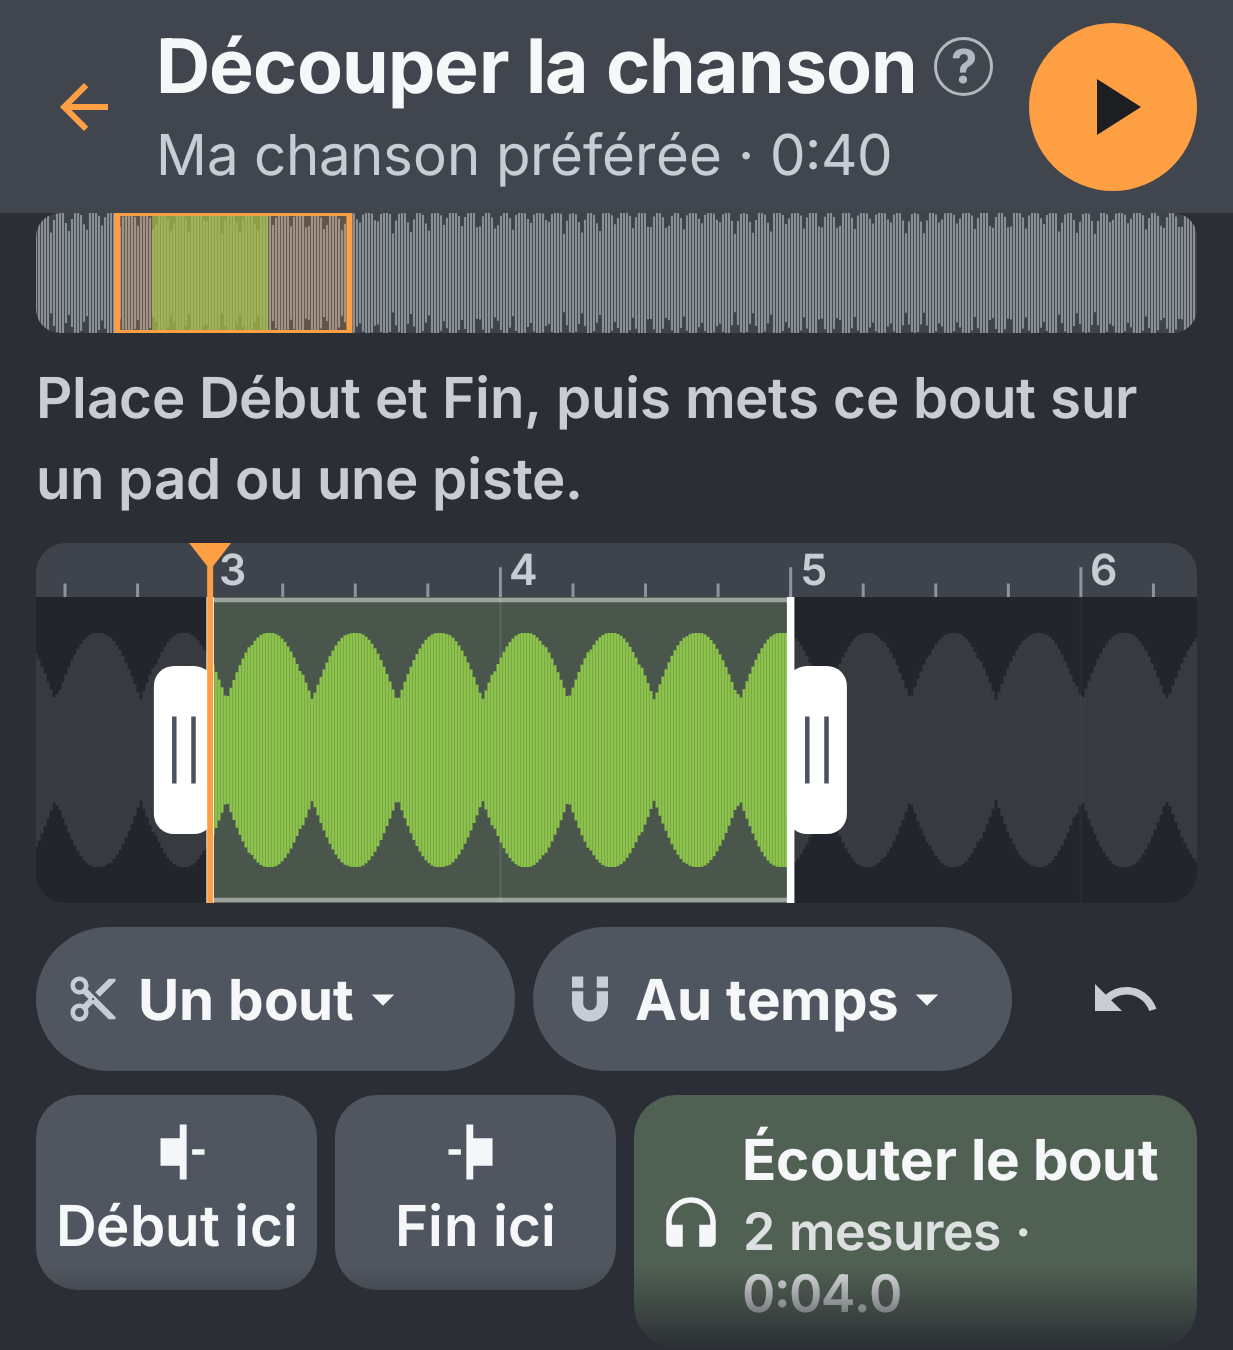 Découper la chanson ?
Ma chanson préférée · 0:40
Place Début et Fin, puis mets ce bout sur
un pad ou une piste.
3 4 5 6
Un bout Au temps
Début ici Fin ici Écouter le bout
2 mesures ·
0:04.0